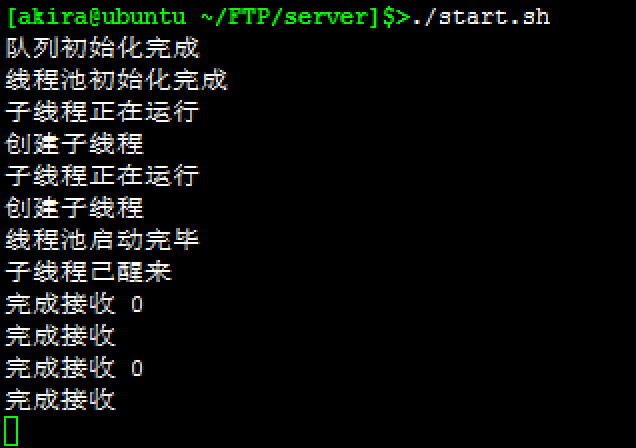 [akira@ubuntu ~/FTP/server]$>./start.sh
队列初始化完成
线程池初始化完成
子线程正在运行
创建子线程
子线程正在运行
创建子线程
线程池启动完毕
子线程已醒来
完成接收 0
完成接收
完成接收 0
完成接收